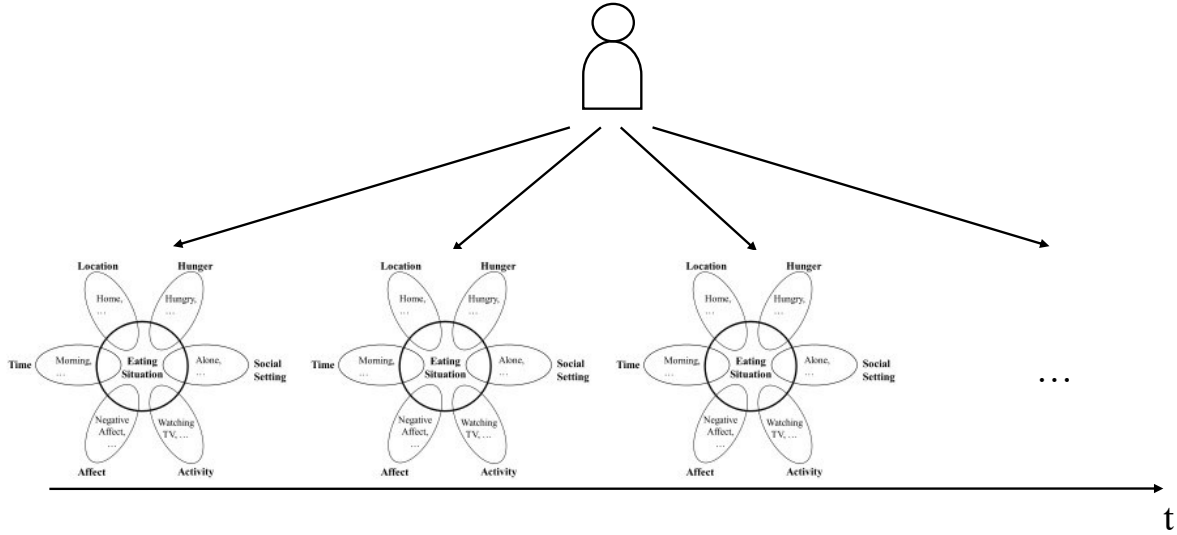 Location
Hunger
Home,
…
Hungry,
…
Time
Morning,
…
Eating
Situation
Alone,
…
Social
Setting
Negative
Affect,
…
Watching
TV, …
Affect
Activity
Location
Hunger
Home,
…
Hungry,
…
Time
Morning,
…
Eating
Situation
Alone,
…
Social
Setting
Negative
Affect,
…
Watching
TV, …
Affect
Activity
Location
Hunger
Home,
…
Hungry,
…
Time
Morning,
…
Eating
Situation
Alone,
…
Social
Setting
Negative
Affect,
…
Watching
TV, …
Affect
Activity
…
t